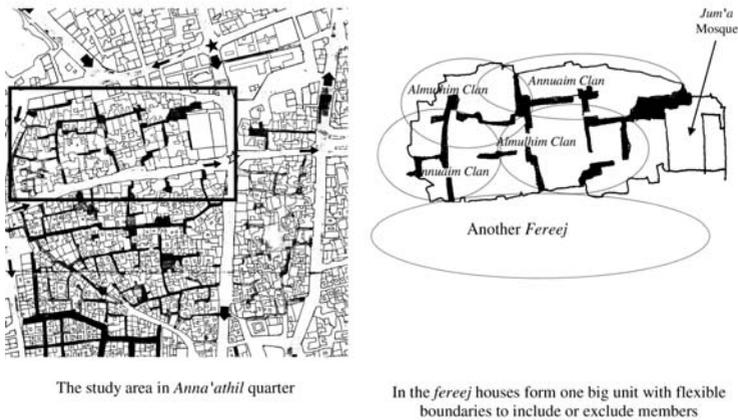 Jum'a
Mosque
Almulhim Clan
Annuaim Clan
Almulhim Clan
Annuaim Clan
Another Fereej
The study area in Anna'athil quarter
In the fereej houses form one big unit with flexible
boundaries to include or exclude members